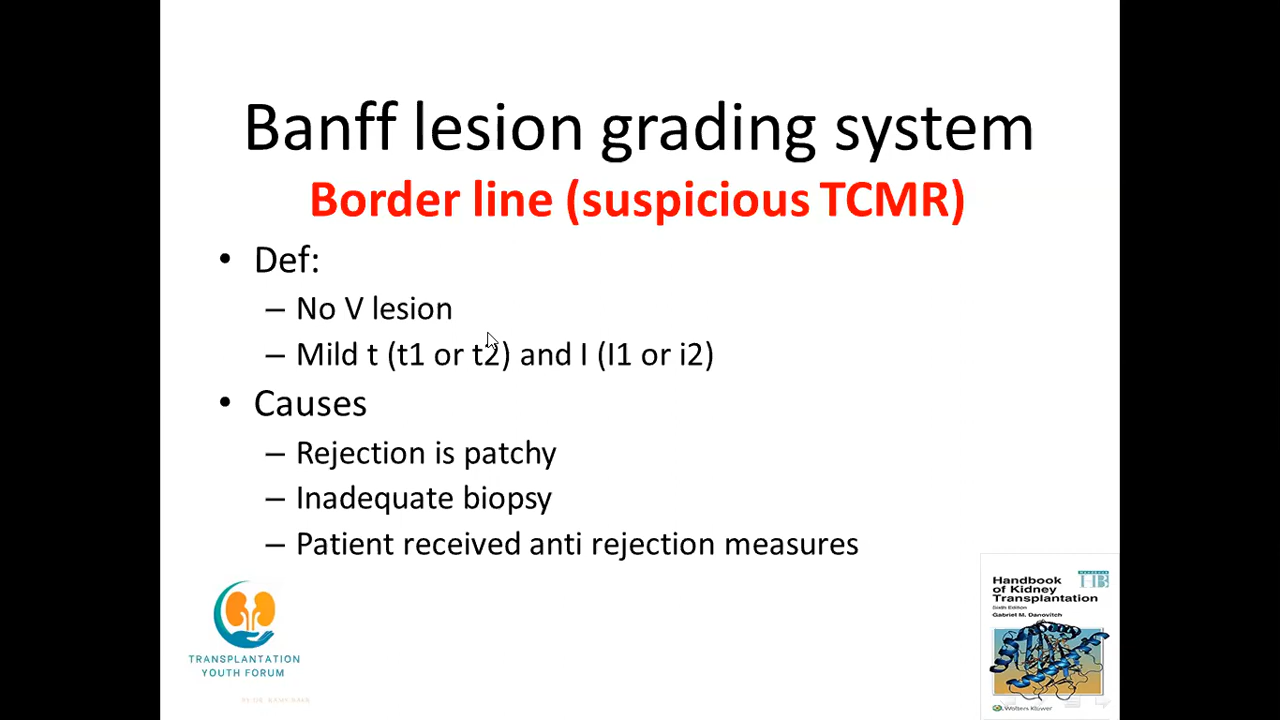 Banff lesion grading system
Border line (suspicious TCMR)
• Def:
– No V lesion
– Mild t (t1 or t2) and I (I1 or i2)
• Causes
– Rejection is patchy
– Inadequate biopsy
– Patient received anti rejection measures
TRANSPLANTATION
YOUTH FORUM
HB
Handbook
of Kidney
Transplantation
Sixth Edition
Gabriel M. Danovitch
Wolters Kluwer